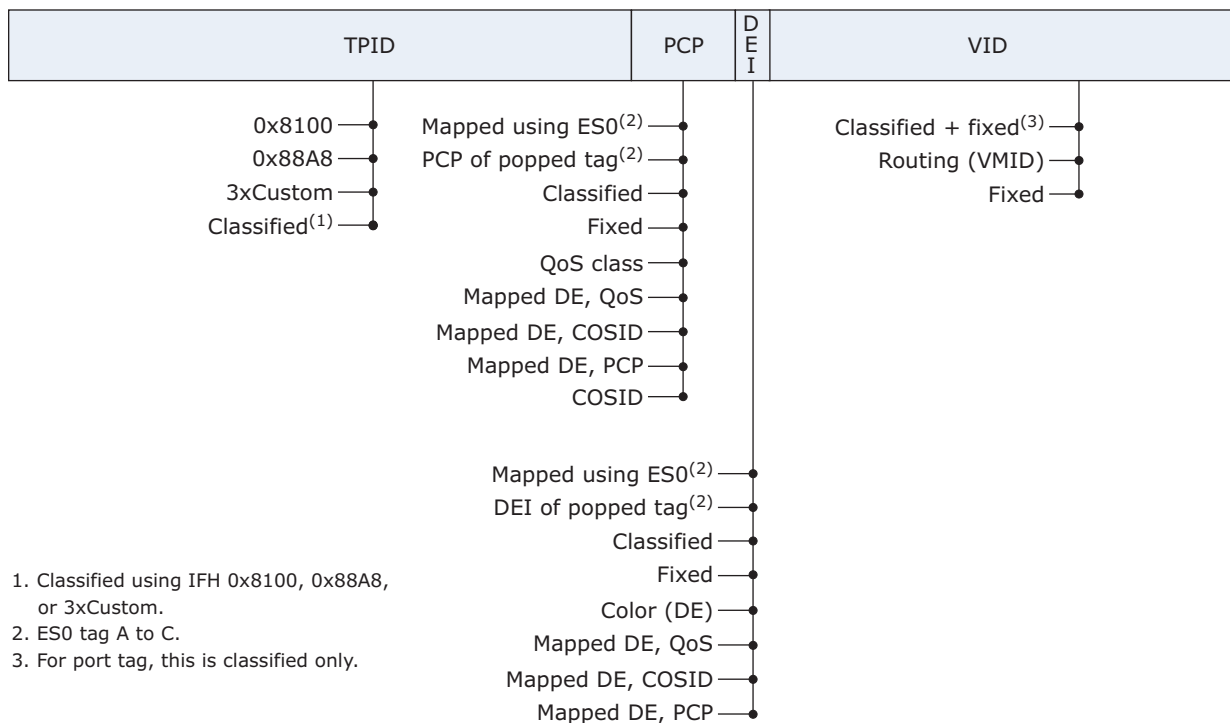 TPID
PCP
DEI
VID
0x8100
0x88A8
3xCustom
Classified(1)
Mapped using ES0(2)
PCP of popped tag(2)
Classified
Fixed
QoS class
Mapped DE, QoS
Mapped DE, COSID
Mapped DE, PCP
COSID
Classified + fixed(3)
Routing (VMID)
Fixed
Mapped using ES0(2)
DEI of popped tag(2)
Classified
Fixed
Color (DE)
Mapped DE, QoS
Mapped DE, COSID
Mapped DE, PCP
1. Classified using IFH 0x8100, 0x88A8,
or 3xCustom.
2. ES0 tag A to C.
3. For port tag, this is classified only.